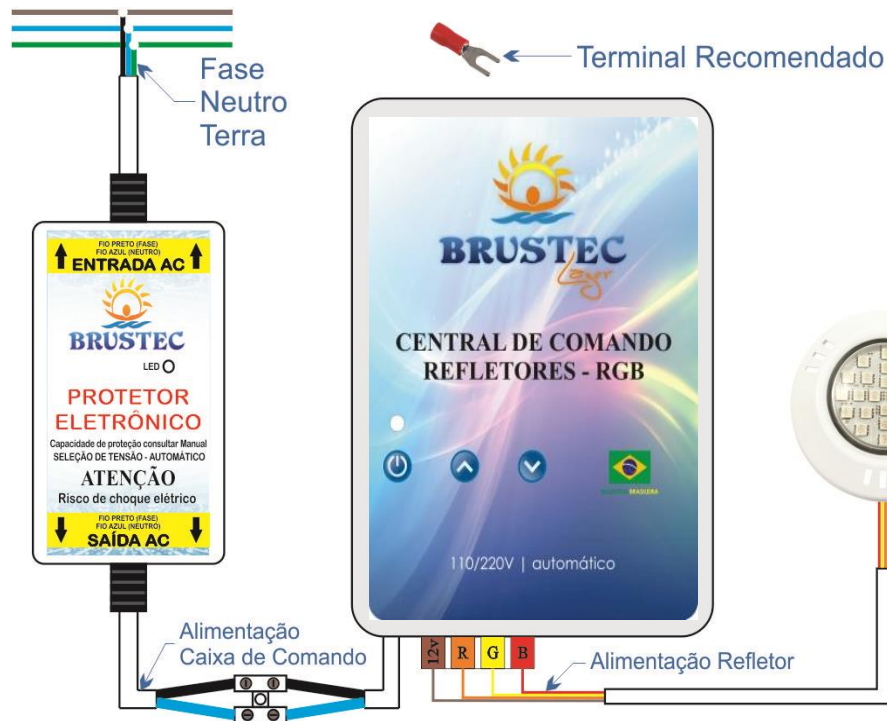 Terminal Recomendado
Fase
Neutro
Terra
FIO PRETO (FASE)
FIO AZUL (NEUTRO)
ENTRADA AC
BRUSTEC
LED
PROTETOR
ELETRÔNICO
Capacidade de proteção consultar Manual
SELEÇÃO DE TENSÃO - AUTOMÁTICO
ATENÇÃO
Risco de choque elétrico
FIO PRETO (FASE)
FIO AZUL (NEUTRO)
SAÍDA AC
BRUSTEC
Layr
CENTRAL DE COMANDO
REFLETORES - RGB
BRASILEIRA
110/220V | automático
12v R G B
Alimentação
Caixa de Comando
Alimentação Refletor